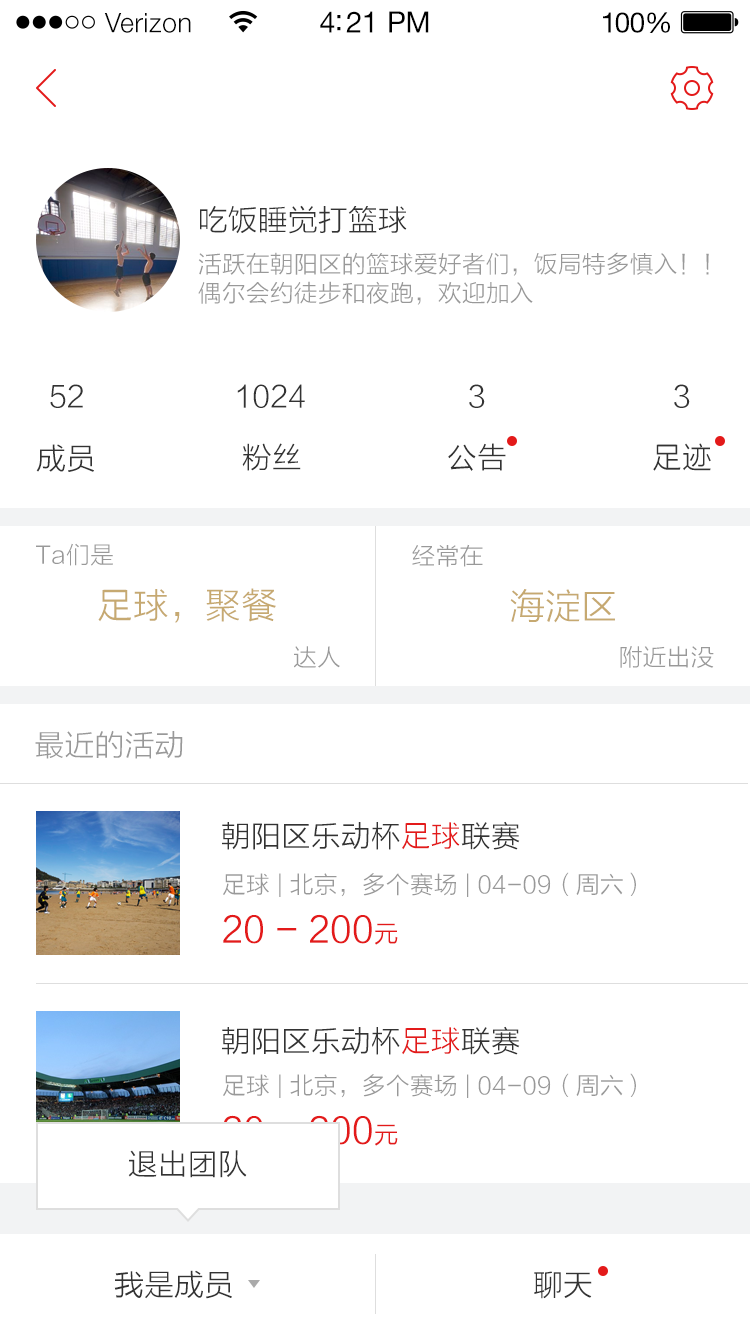 Verizon 4:21 PM 100%
吃饭睡觉打篮球
活跃在朝阳区的篮球爱好者们，饭局特多慎入！！
偶尔会约徒步和夜跑，欢迎加入
52 1024 3 3
成员 粉丝 公告 足迹
Ta们是 经常在
足球，聚餐 海淀区
达人 附近出没
最近的活动
朝阳区乐动杯足球联赛
足球 | 北京，多个赛场 | 04-09（周六）
20 - 200元
朝阳区乐动杯足球联赛
足球 | 北京，多个赛场 | 04-09（周六）
20 - 200元
退出团队
我是成员 聊天